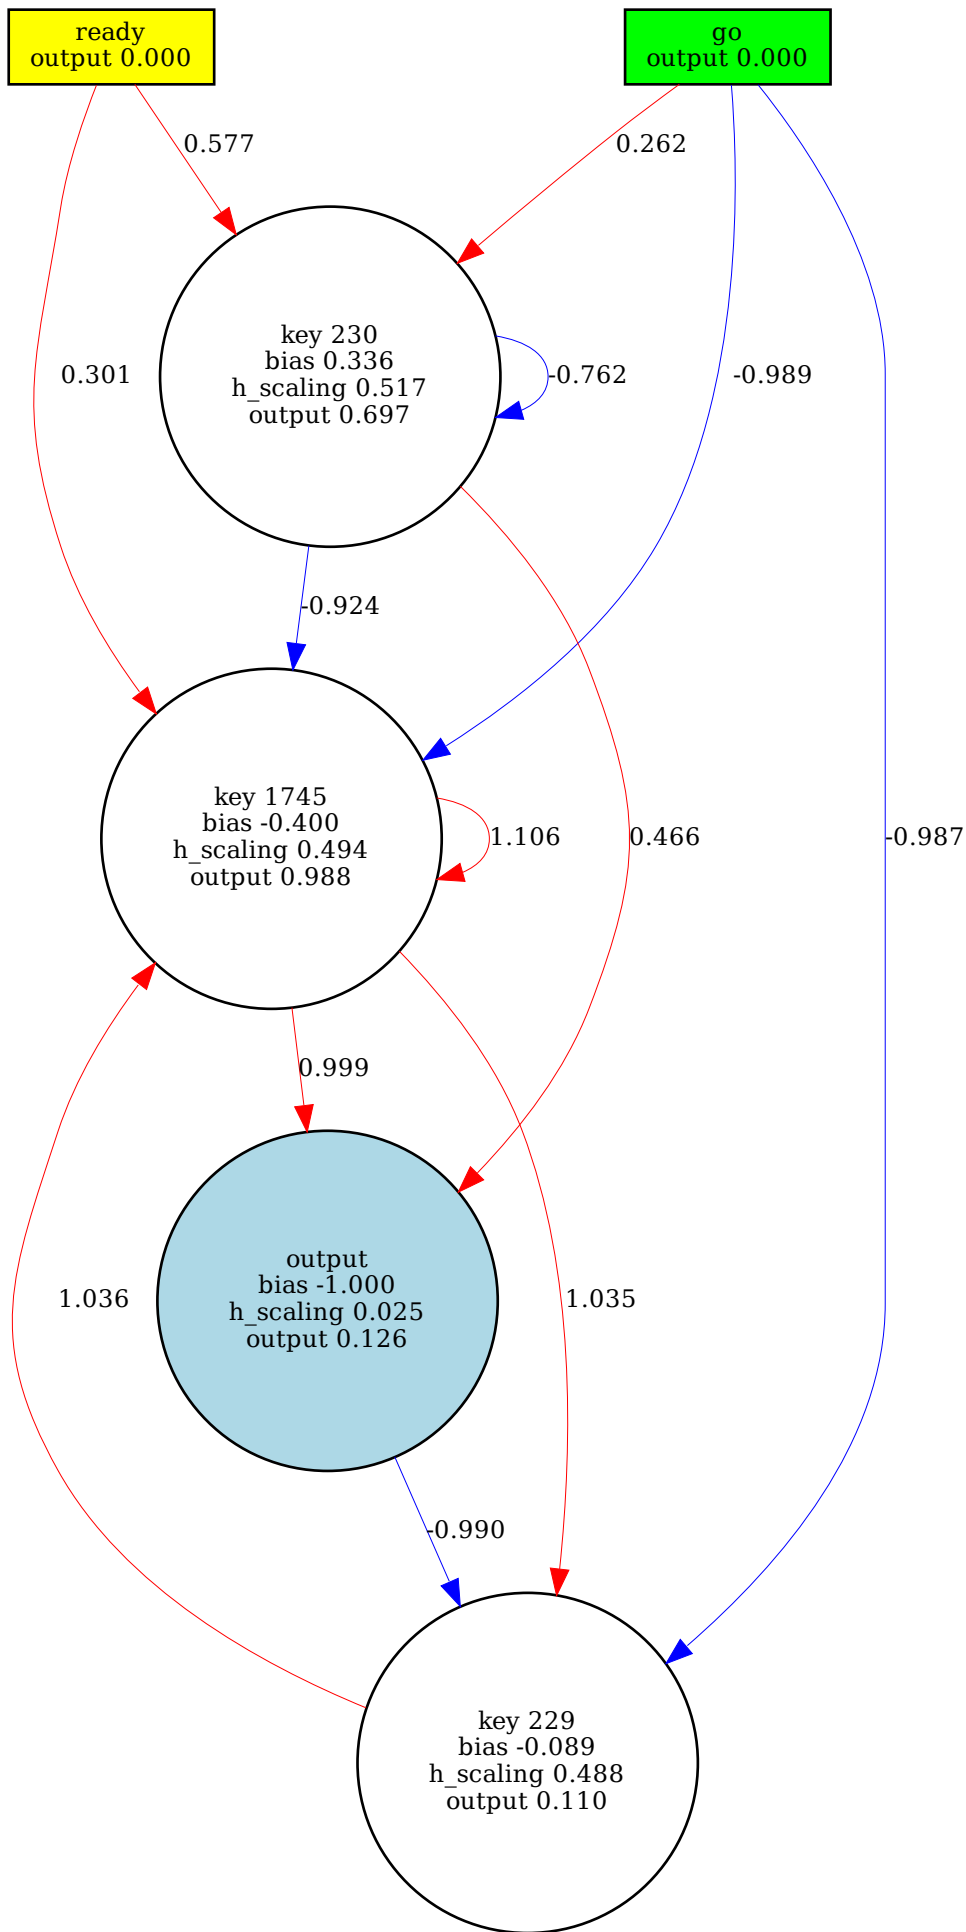 ready
output 0.000
go
output 0.000
0.577
0.262
key 230
bias 0.336
h_scaling 0.517
output 0.697
0.301
-0.762
-0.989
-0.924
key 1745
bias -0.400
h_scaling 0.494
output 0.988
1.106
0.466
-0.987
0.999
output
bias -1.000
h_scaling 0.025
output 0.126
1.036
1.035
-0.990
key 229
bias -0.089
h_scaling 0.488
output 0.110